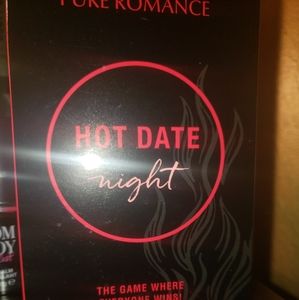 PURE ROMANCE
HOT DATE
night
THE GAME WHERE
EVERYONE WINS!